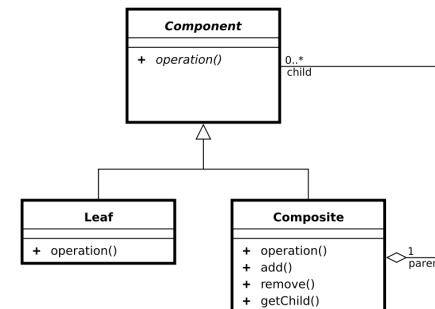 Component
+ operation()
0..*
child
Leaf
+ operation()
Composite
+ operation()
+ add()
+ remove()
+ getChild()
1
paren